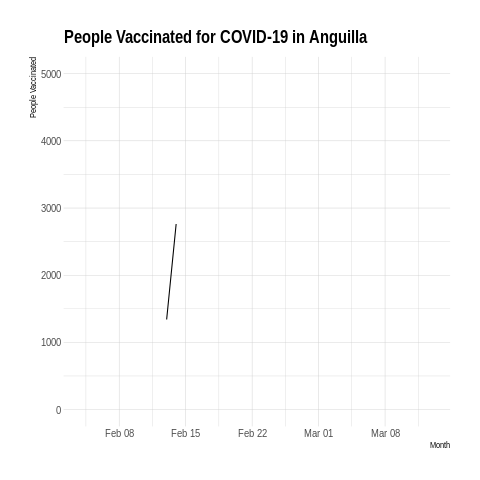 People Vaccinated for COVID-19 in Anguilla
People Vaccinated
5000
4000
3000
2000
1000
0
Feb 08 Feb 15 Feb 22 Mar 01 Mar 08
Month